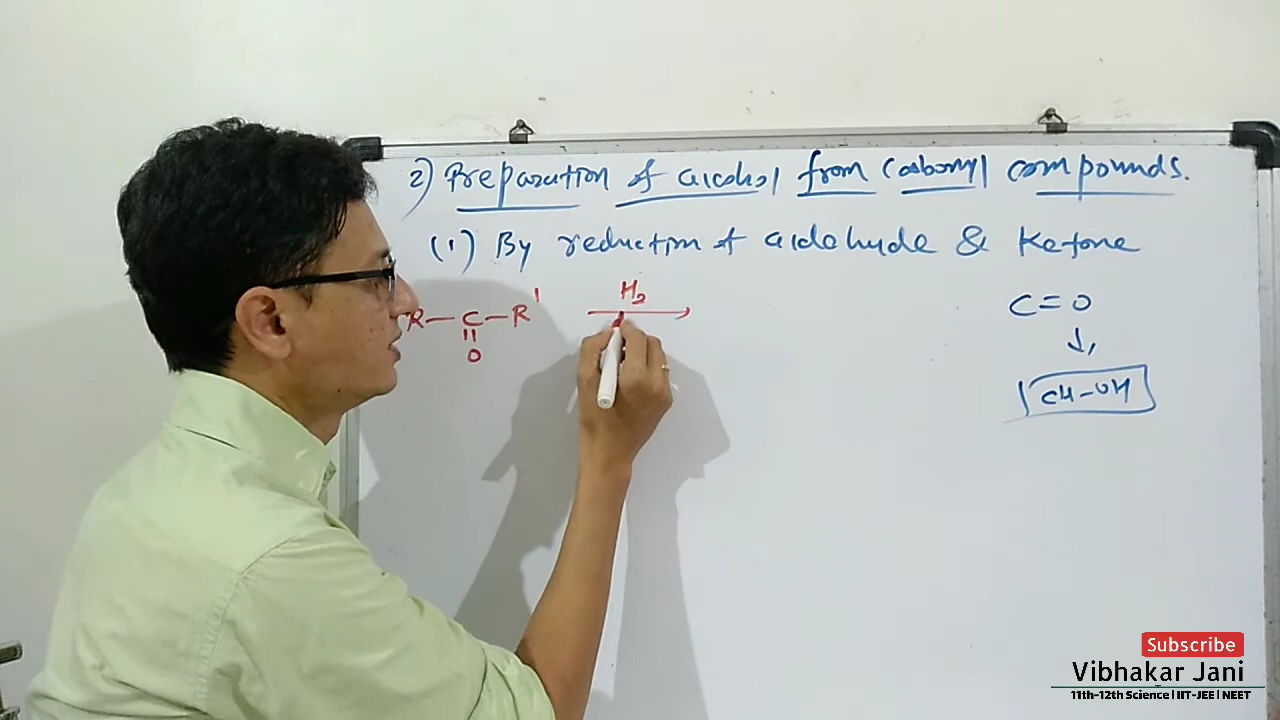 2) Preparation of alcohol from Carbonyl compounds.
(1) By reduction of aldehyde & Ketone
R—C—R'
||
O
H₂
C=O
↓
CH-OH
Subscribe
Vibhakar Jani
11th-12th Science | IIT-JEE | NEET